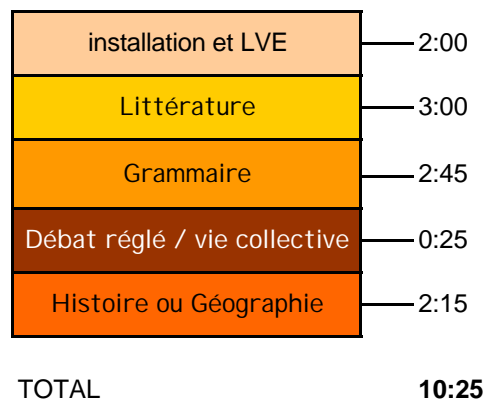 installation et LVE 2:00
Littérature 3:00
Grammaire 2:45
Débat réglé / vie collective 0:25
Histoire ou Géographie 2:15
TOTAL 10:25